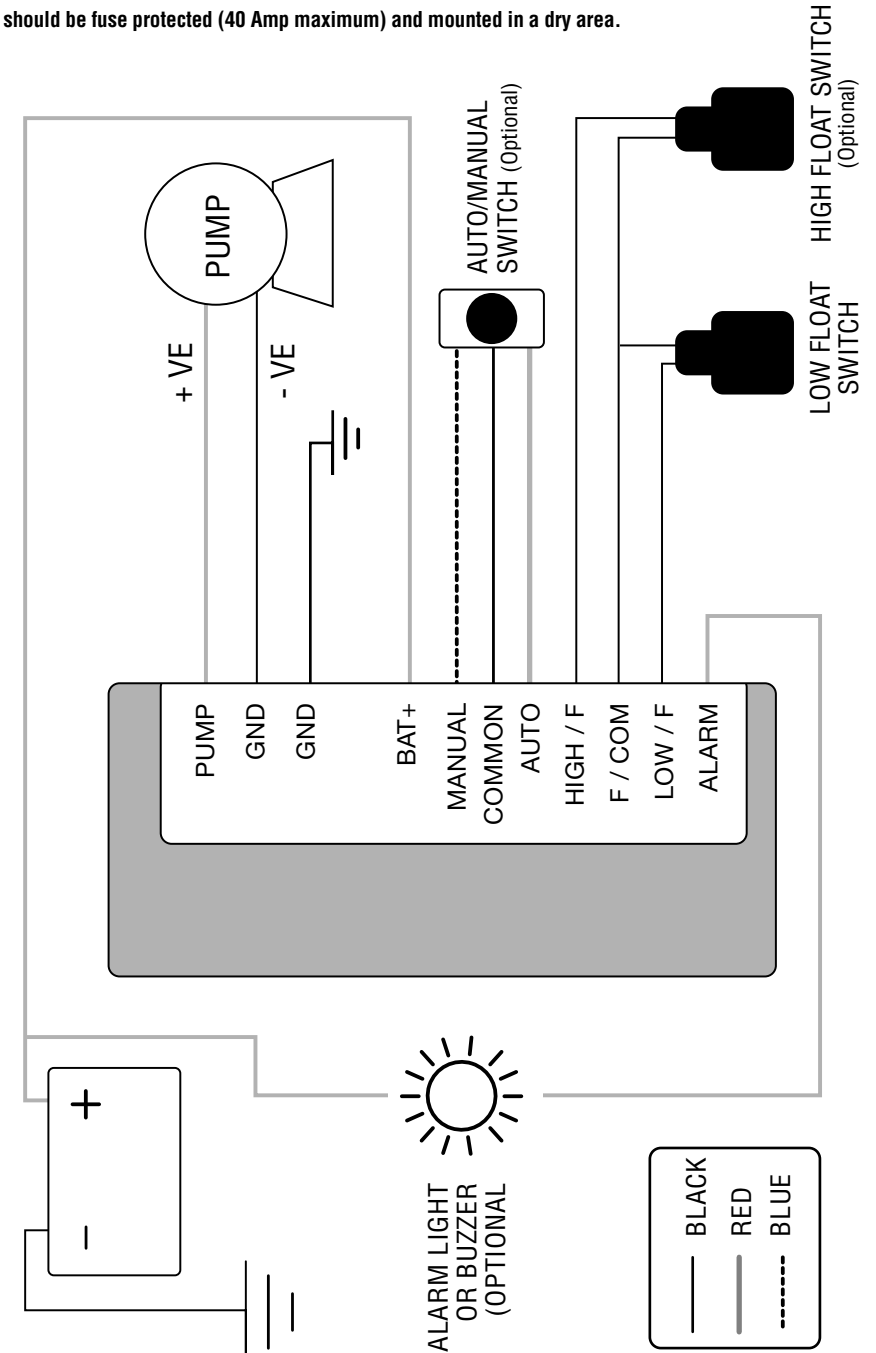 should be fuse protected (40 Amp maximum) and mounted in a dry area.
PUMP
+ VE
- VE
AUTO/MANUAL
SWITCH (Optional)
HIGH FLOAT SWITCH
(Optional)
LOW FLOAT
SWITCH
PUMP
GND
GND
BAT+
MANUAL
COMMON
AUTO
HIGH / F
F / COM
LOW / F
ALARM
+
-
ALARM LIGHT
OR BUZZER
(OPTIONAL
BLACK
RED
BLUE